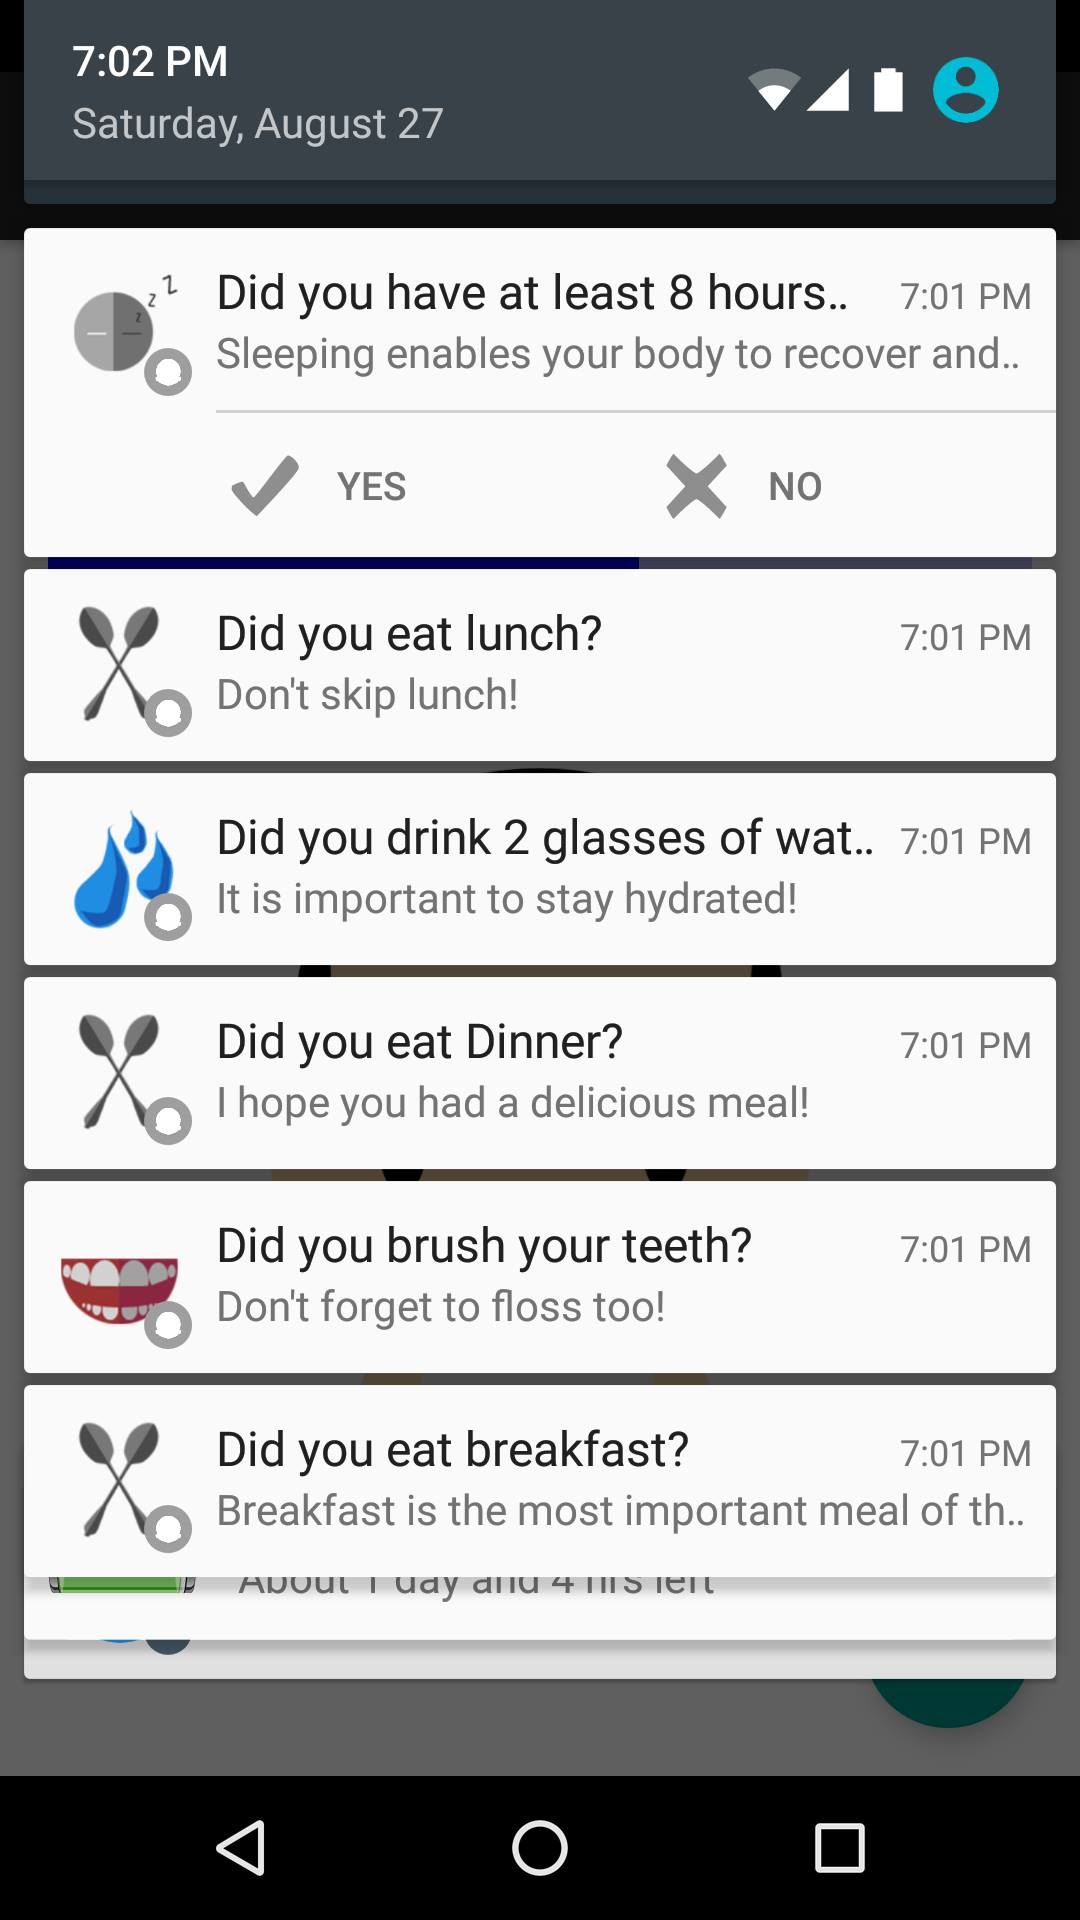 7:02 PM
Saturday, August 27
Did you have at least 8 hours.. 7:01 PM
Sleeping enables your body to recover and..
YES NO
Did you eat lunch? 7:01 PM
Don't skip lunch!
Did you drink 2 glasses of wat.. 7:01 PM
It is important to stay hydrated!
Did you eat Dinner? 7:01 PM
I hope you had a delicious meal!
Did you brush your teeth? 7:01 PM
Don't forget to floss too!
Did you eat breakfast? 7:01 PM
Breakfast is the most important meal of th..
About 1 day and 4 hrs left